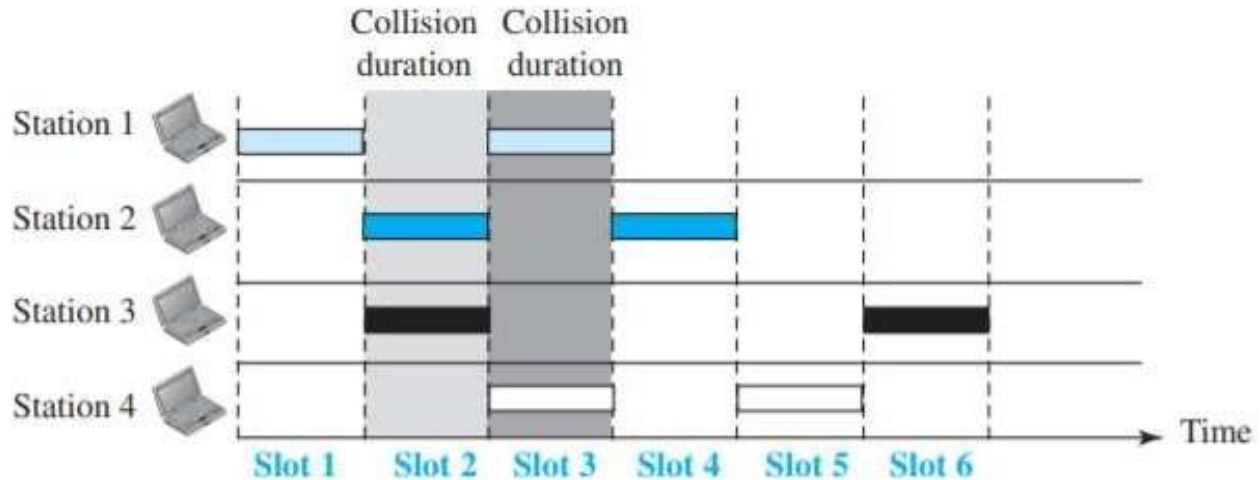 Collision Collision
duration duration
Station 1
Station 2
Station 3
Station 4
Time
Slot 1 Slot 2 Slot 3 Slot 4 Slot 5 Slot 6